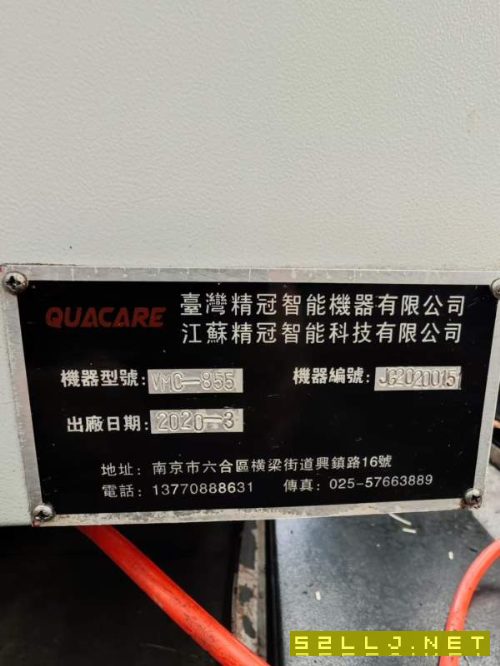 QUACARE 臺灣精冠智能機器有限公司
江蘇精冠智能科技有限公司
機器型號: VMC-855 機器編號: JG2020015
出廠日期: 2020-3
地址: 南京市六合區横梁街道興鎮路16號
電話: 13770888631 傳真: 025-57663889
52LLJ.NET